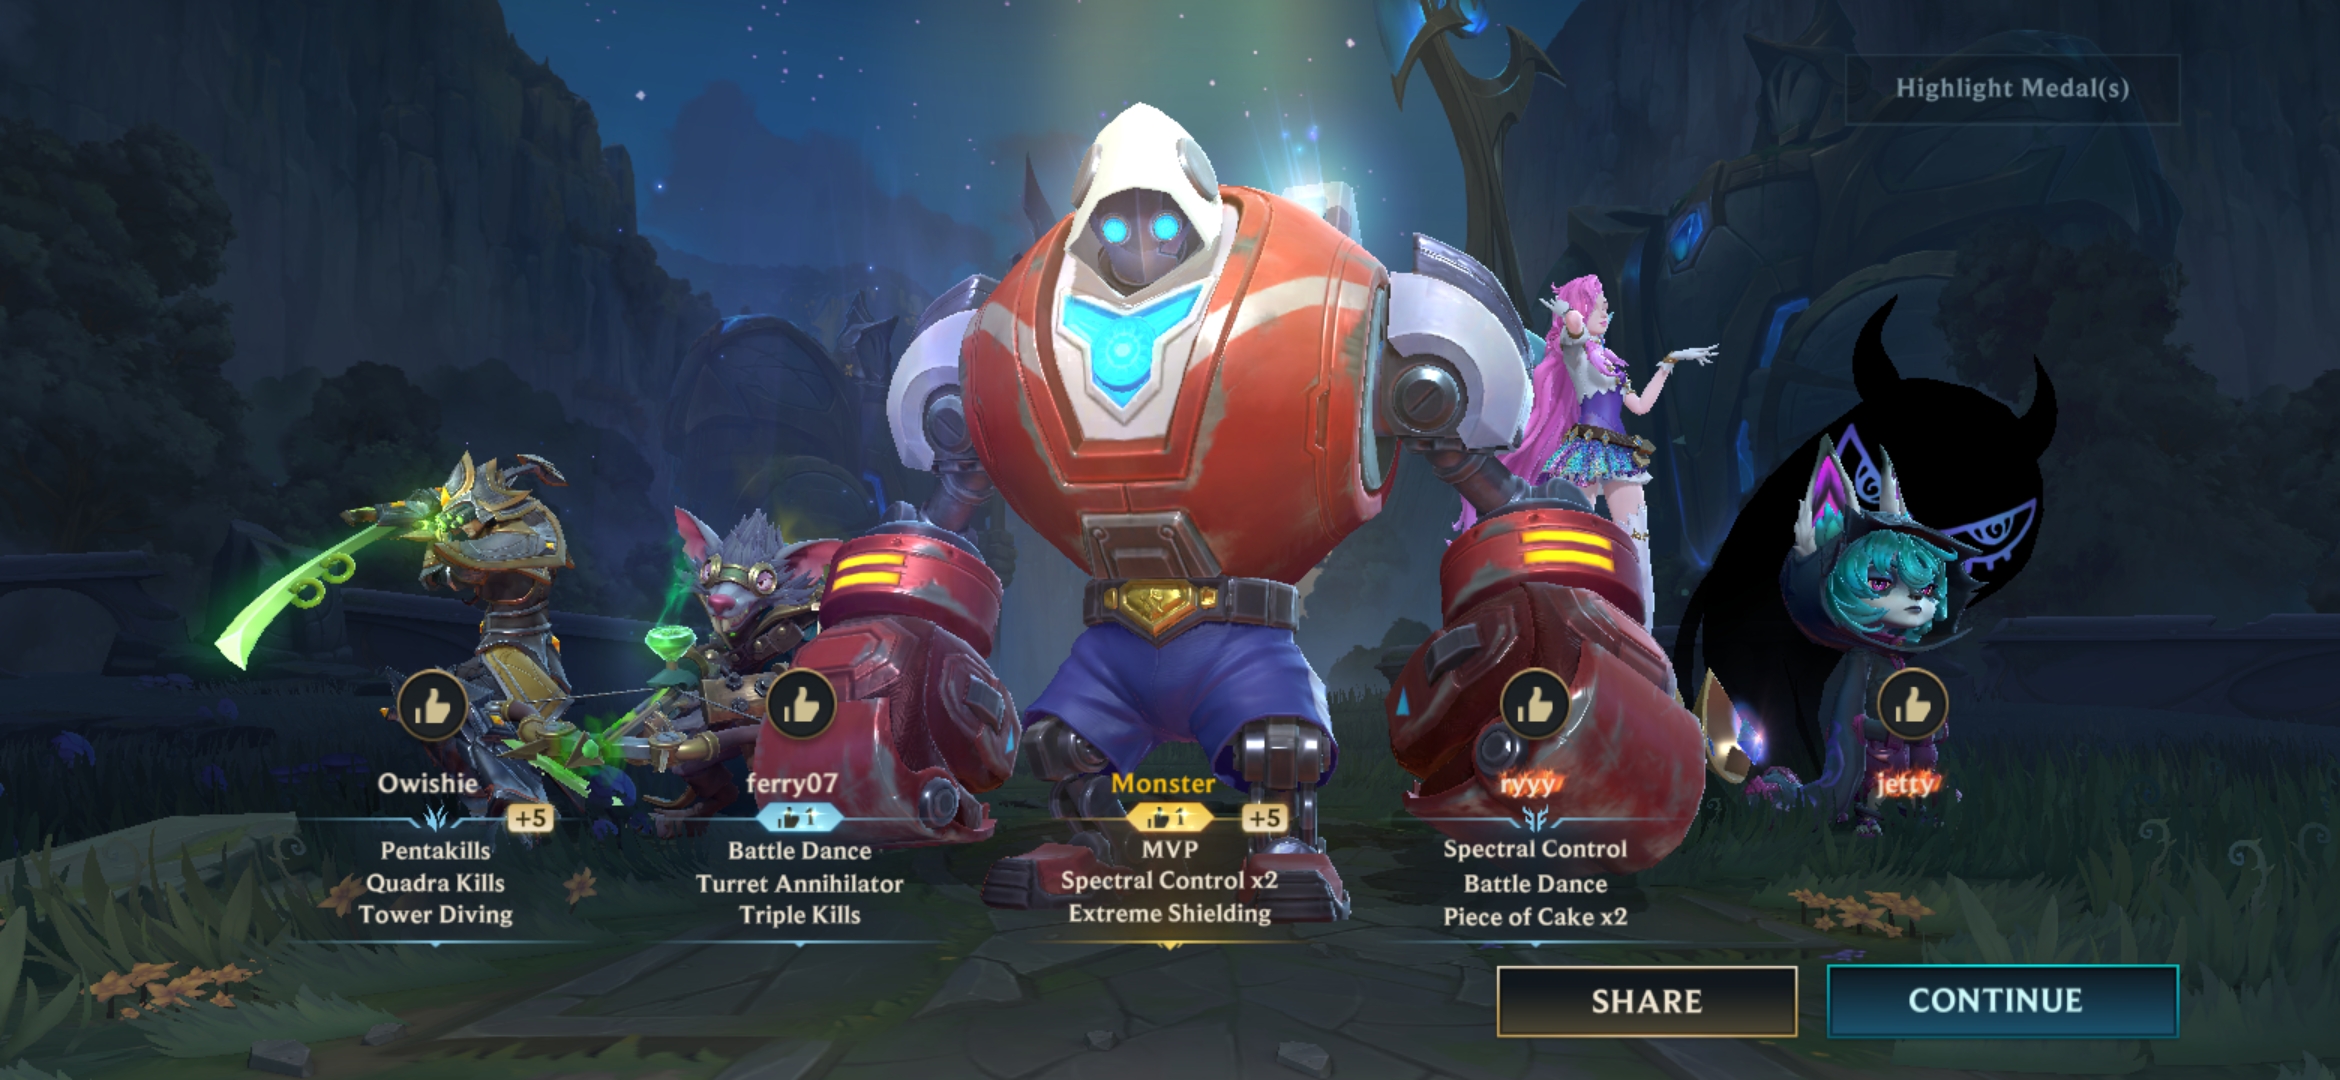 Highlight Medal(s)
Owishie
+5
Pentakills
Quadra Kills
Tower Diving
ferry07
1
Battle Dance
Turret Annihilator
Triple Kills
Monster
1
+5
MVP
Spectral Control x2
Extreme Shielding
ryyy
Spectral Control
Battle Dance
Piece of Cake x2
jetty
SHARE
CONTINUE